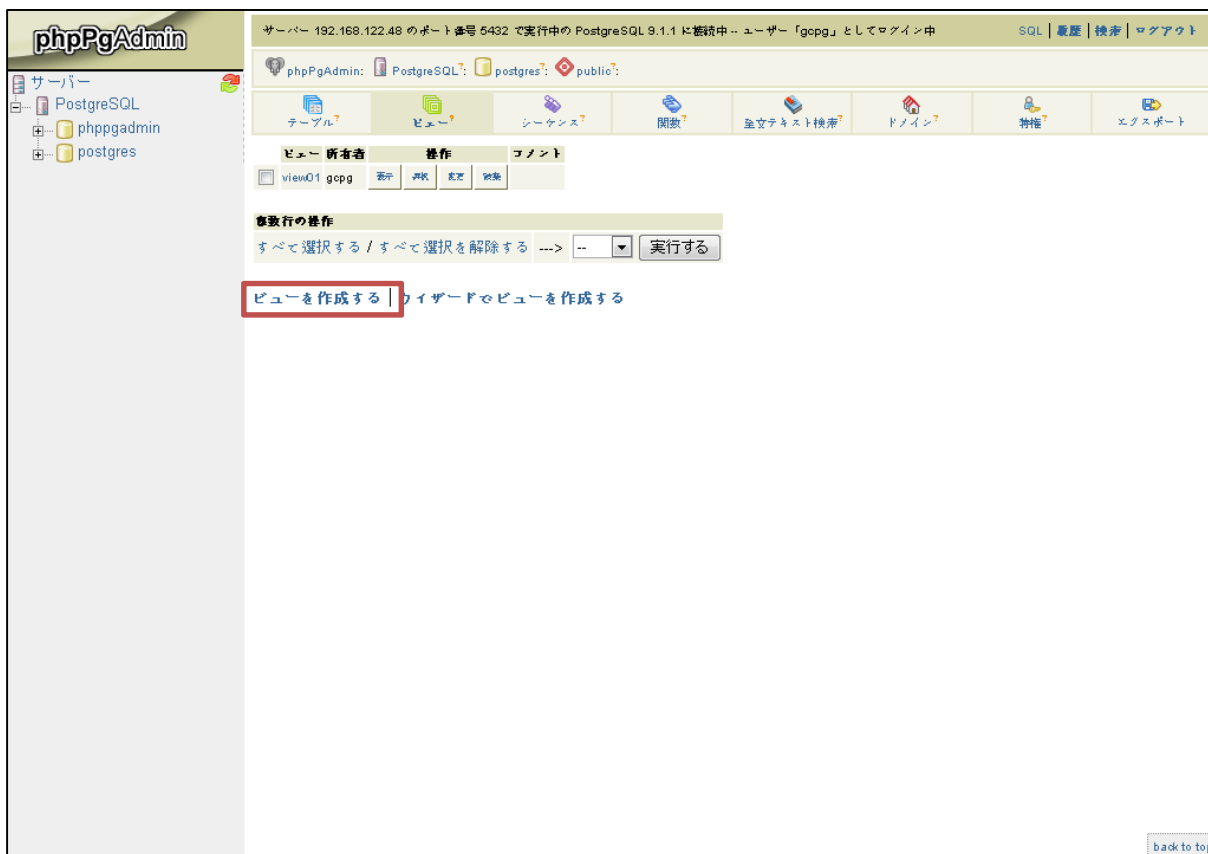 phpPgAdmin
サーバー
PostgreSQL
phppgadmin
postgres
サーバー 192.168.122.48 のポート番号 5432 で実行中の PostgreSQL 9.1.1 に接続中 -- ユーザー「gcpg」としてログイン中
SQL | 履歴 | 検索 | ログアウト
phpPgAdmin: PostgreSQL?: postgres?: public?:
テーブル? ビュー? シーケンス? 関数? 全文テキスト検索? ドメイン? 特権? エクスポート
ビュー 所有者 操作 コメント
view01 gcpg 表示 選択 変更 破棄
複数行の操作
すべて選択する / すべて選択を解除する ---> -- 実行する
ビューを作成する | ウィザードでビューを作成する
back to top